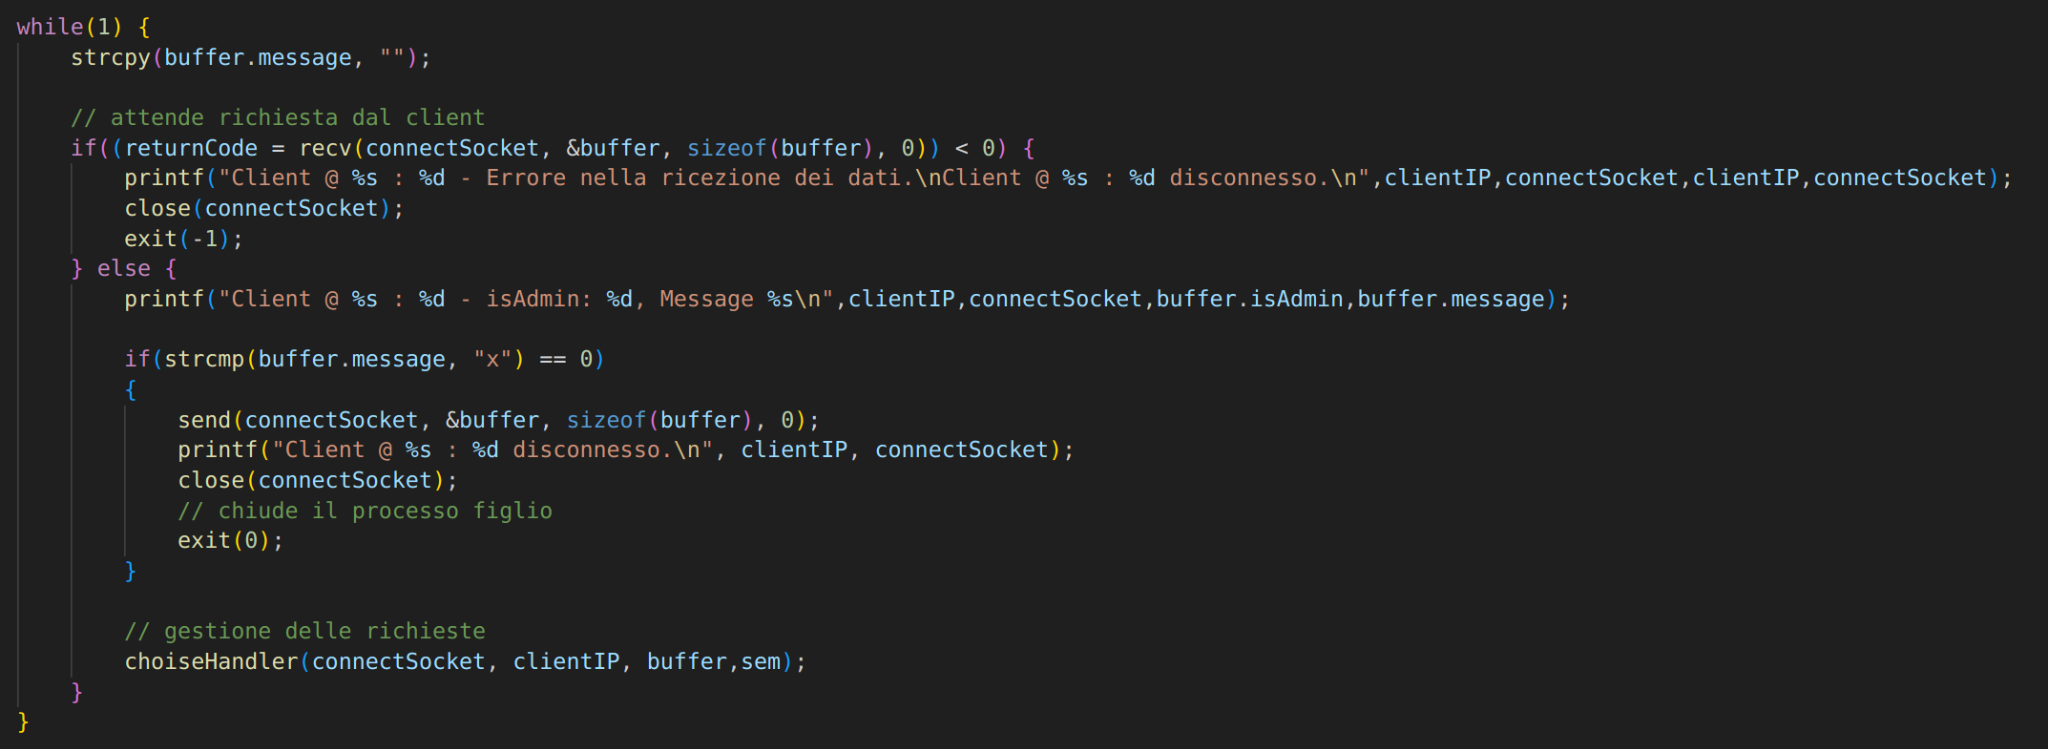 while(1) {
    strcpy(buffer.message, "");

    // attende richiesta dal client
    if((returnCode = recv(connectSocket, &buffer, sizeof(buffer), 0)) < 0) {
        printf("Client @ %s : %d - Errore nella ricezione dei dati.\nClient @ %s : %d disconnesso.\n",clientIP,connectSocket,clientIP,connectSocket);
        close(connectSocket);
        exit(-1);
    } else {
        printf("Client @ %s : %d - isAdmin: %d, Message %s\n",clientIP,connectSocket,buffer.isAdmin,buffer.message);

        if(strcmp(buffer.message, "x") == 0)
        {
            send(connectSocket, &buffer, sizeof(buffer), 0);
            printf("Client @ %s : %d disconnesso.\n", clientIP, connectSocket);
            close(connectSocket);
            // chiude il processo figlio
            exit(0);
        }

        // gestione delle richieste
        choiseHandler(connectSocket, clientIP, buffer,sem);
    }
}